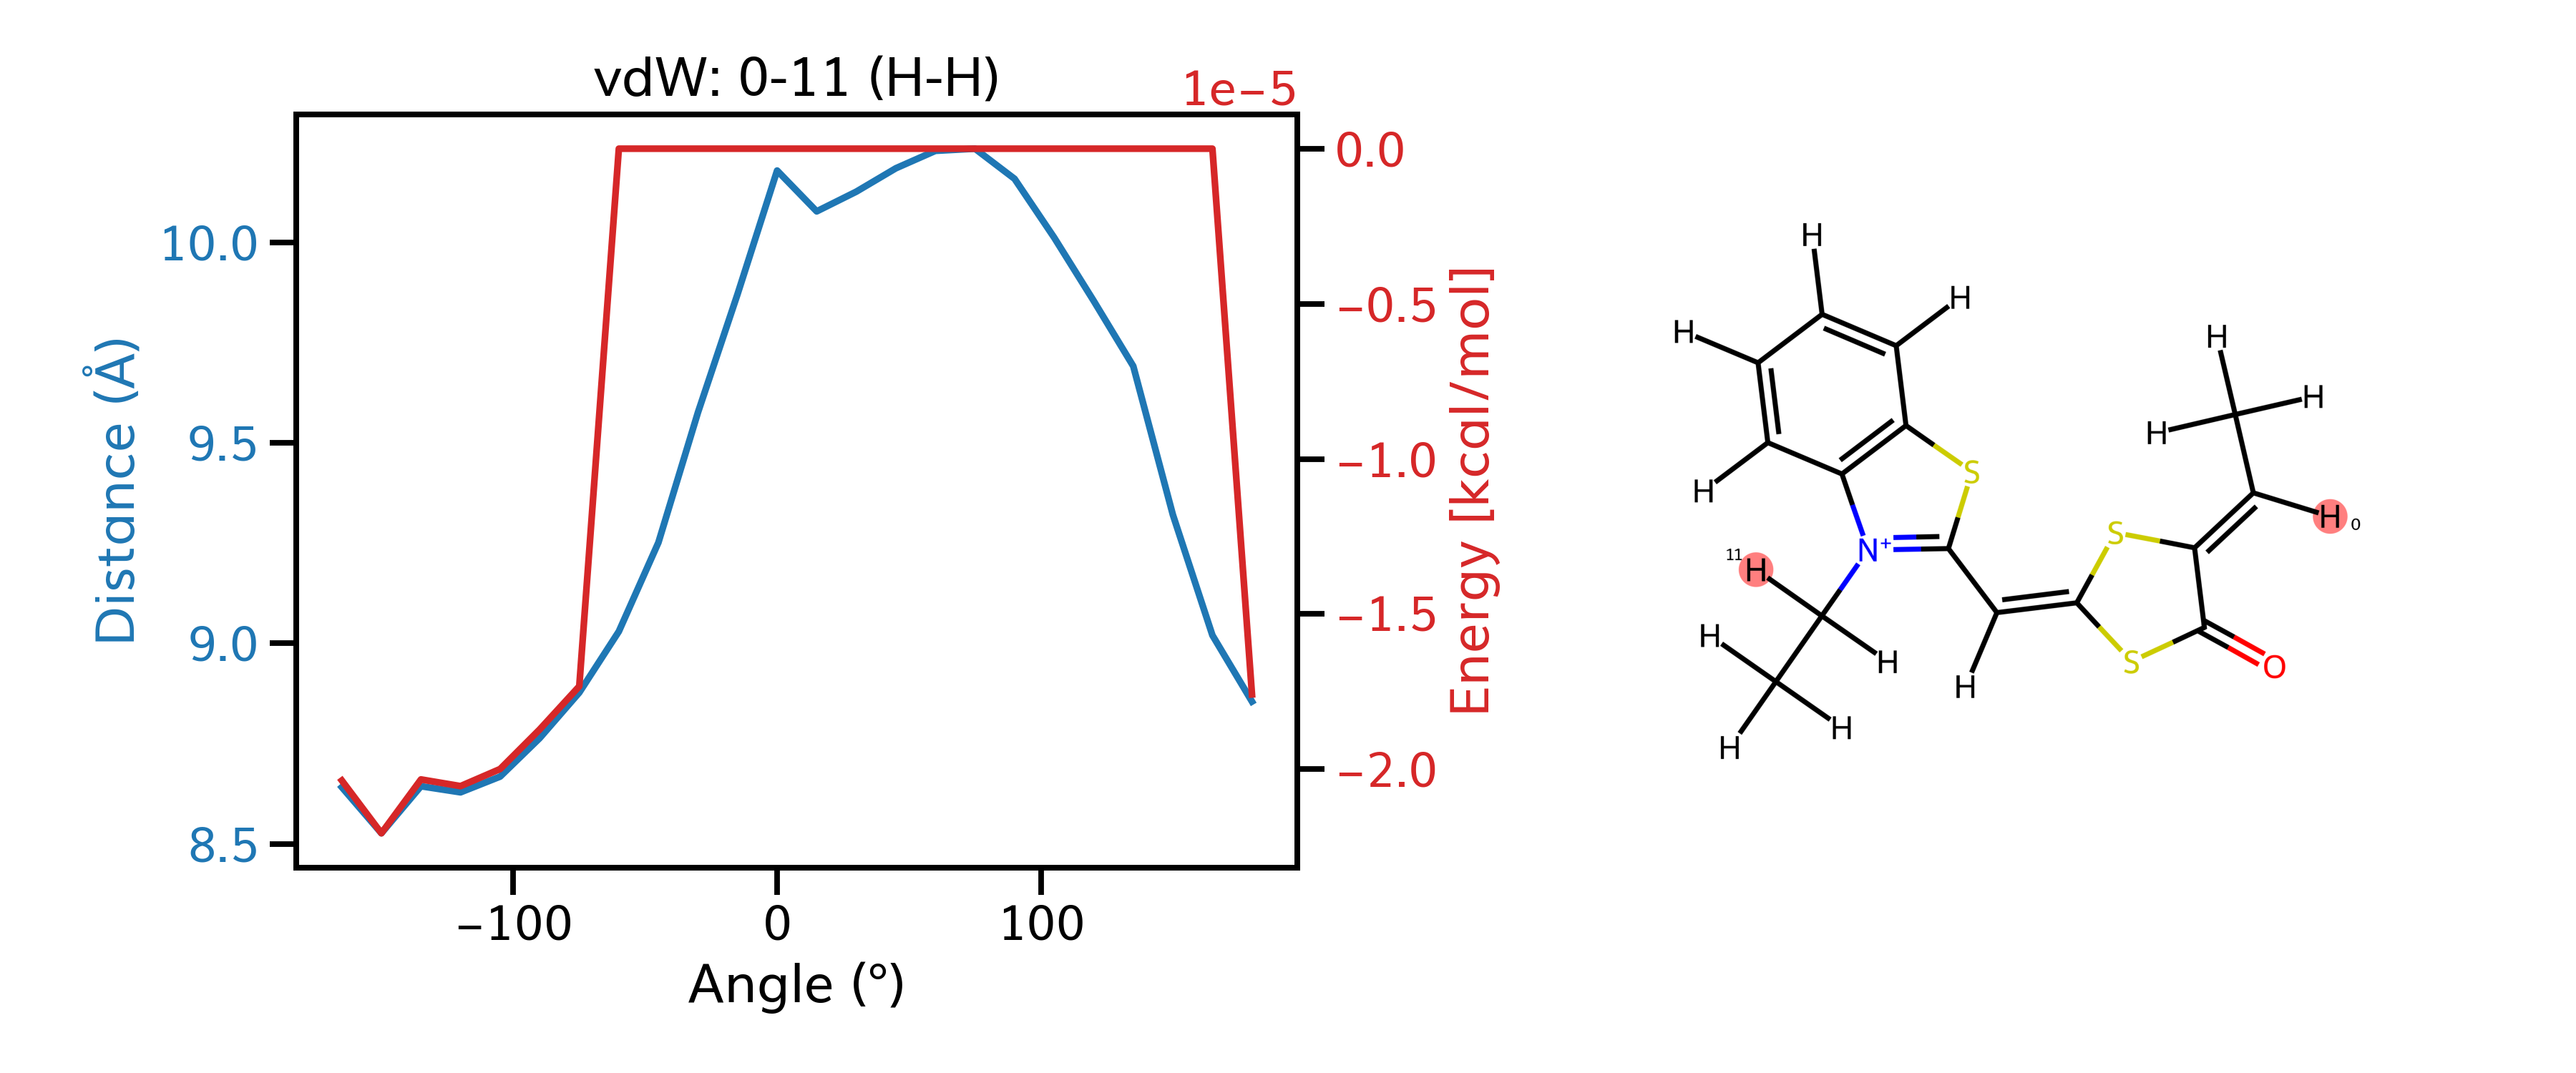 vdW: 0-11 (H-H)
1e−5
10.0
9.5
9.0
8.5
Distance (Å)
0.0
−0.5
−1.0
−1.5
−2.0
Energy [kcal/mol]
−100
0
100
Angle (°)
H
H
H
H
H
H
S
H
H
S
H 0
N+
11 H
H
H
S
O
H
H
H